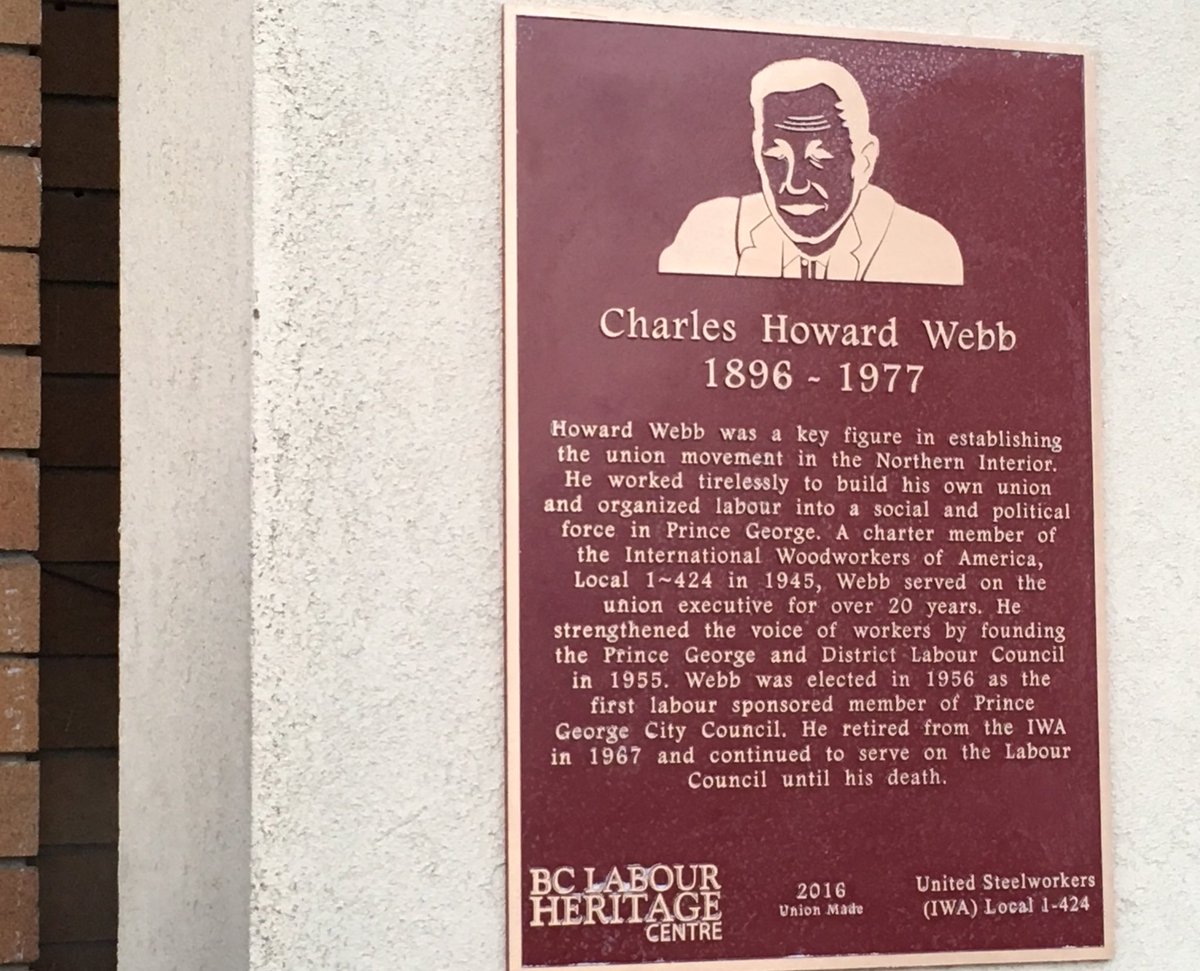 Charles Howard Webb
1896 ~ 1977
Howard Webb was a key figure in establishing
the union movement in the Northern Interior.
He worked tirelessly to build his own union
and organized labour into a social and political
force in Prince George. A charter member of
the International Woodworkers of America,
Local 1~424 in 1945, Webb served on the
union executive for over 20 years. He
strengthened the voice of workers by founding
the Prince George and District Labour Council
in 1955. Webb was elected in 1956 as the
first labour sponsored member of Prince
George City Council. He retired from the IWA
in 1967 and continued to serve on the Labour
Council until his death.
BC LABOUR
HERITAGE
CENTRE
2016
Union Made
United Steelworkers
(IWA) Local 1-424